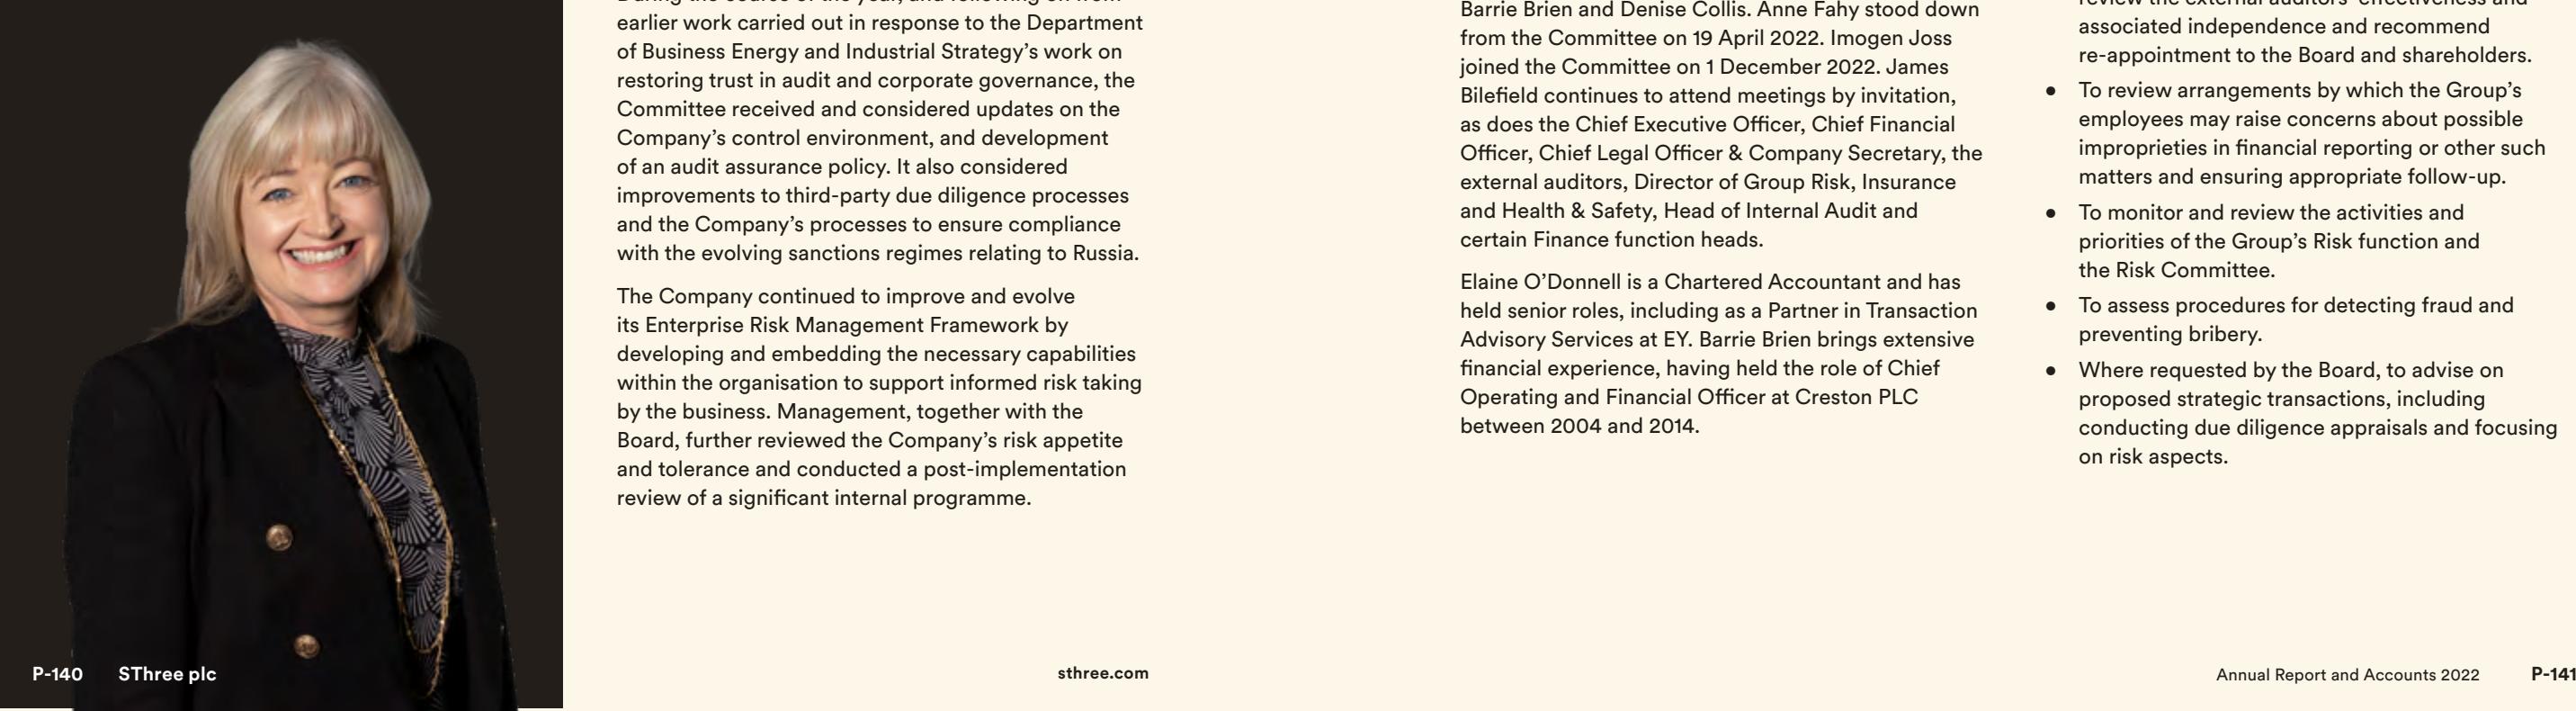 earlier work carried out in response to the Department
of Business Energy and Industrial Strategy’s work on
restoring trust in audit and corporate governance, the
Committee received and considered updates on the
Company’s control environment, and development
of an audit assurance policy. It also considered
improvements to third-party due diligence processes
and the Company’s processes to ensure compliance
with the evolving sanctions regimes relating to Russia.
The Company continued to improve and evolve
its Enterprise Risk Management Framework by
developing and embedding the necessary capabilities
within the organisation to support informed risk taking
by the business. Management, together with the
Board, further reviewed the Company’s risk appetite
and tolerance and conducted a post-implementation
review of a significant internal programme.
Barrie Brien and Denise Collis. Anne Fahy stood down
from the Committee on 19 April 2022. Imogen Joss
joined the Committee on 1 December 2022. James
Bilefield continues to attend meetings by invitation,
as does the Chief Executive Officer, Chief Financial
Officer, Chief Legal Officer & Company Secretary, the
external auditors, Director of Group Risk, Insurance
and Health & Safety, Head of Internal Audit and
certain Finance function heads.
Elaine O’Donnell is a Chartered Accountant and has
held senior roles, including as a Partner in Transaction
Advisory Services at EY. Barrie Brien brings extensive
financial experience, having held the role of Chief
Operating and Financial Officer at Creston PLC
between 2004 and 2014.
review the external auditors’ effectiveness and
associated independence and recommend
re-appointment to the Board and shareholders.
● To review arrangements by which the Group’s
employees may raise concerns about possible
improprieties in financial reporting or other such
matters and ensuring appropriate follow-up.
● To monitor and review the activities and
priorities of the Group’s Risk function and
the Risk Committee.
● To assess procedures for detecting fraud and
preventing bribery.
● Where requested by the Board, to advise on
proposed strategic transactions, including
conducting due diligence appraisals and focusing
on risk aspects.
P-140 SThree plc
sthree.com
Annual Report and Accounts 2022 P-141